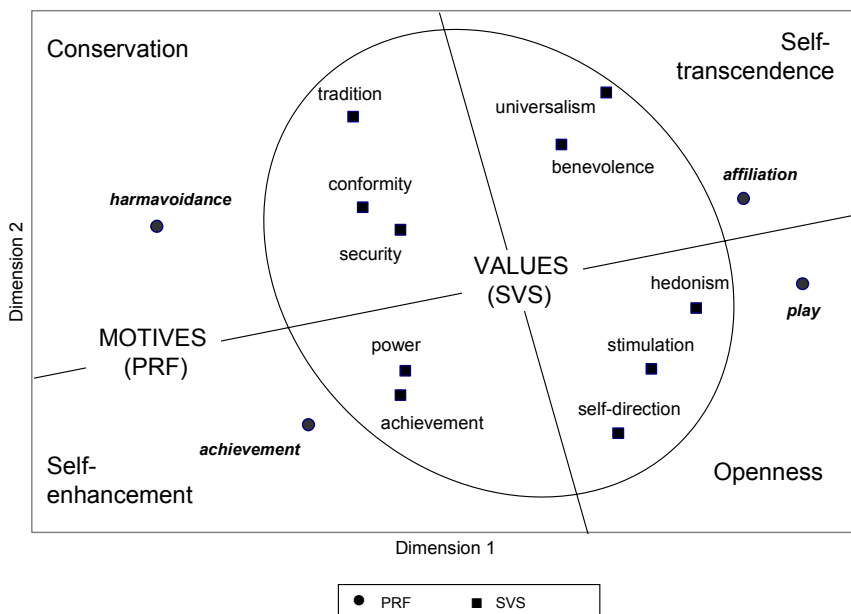 Conservation
Self-
transcendence
tradition
universalism
benevolence
conformity
affiliation
harmavoidance
security
VALUES
(SVS)
hedonism
play
Dimension 2
MOTIVES
(PRF)
power
stimulation
achievement
self-direction
achievement
Self-
enhancement
Openness
Dimension 1
PRF
SVS